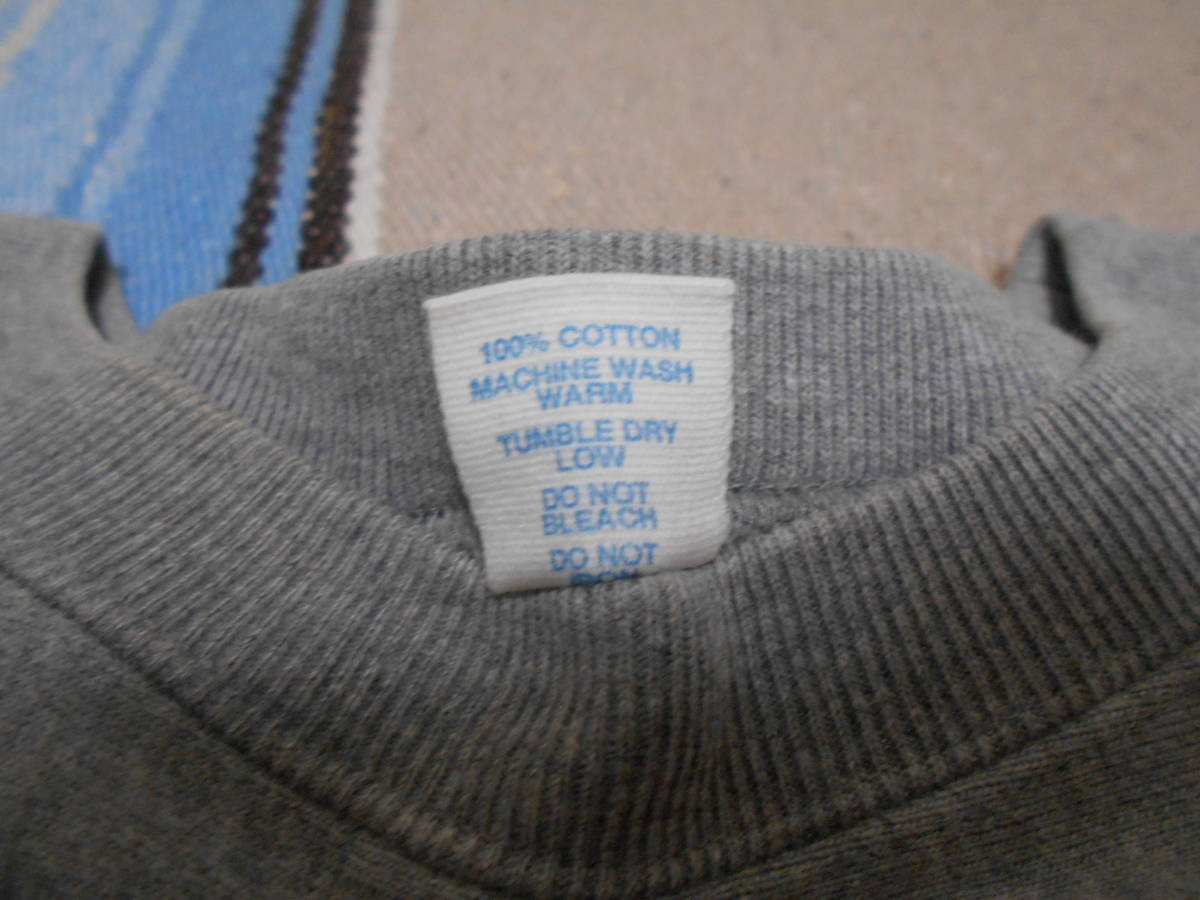 100% COTTON
MACHINE WASH
WARM
TUMBLE DRY
LOW
DO NOT
BLEACH
DO NOT